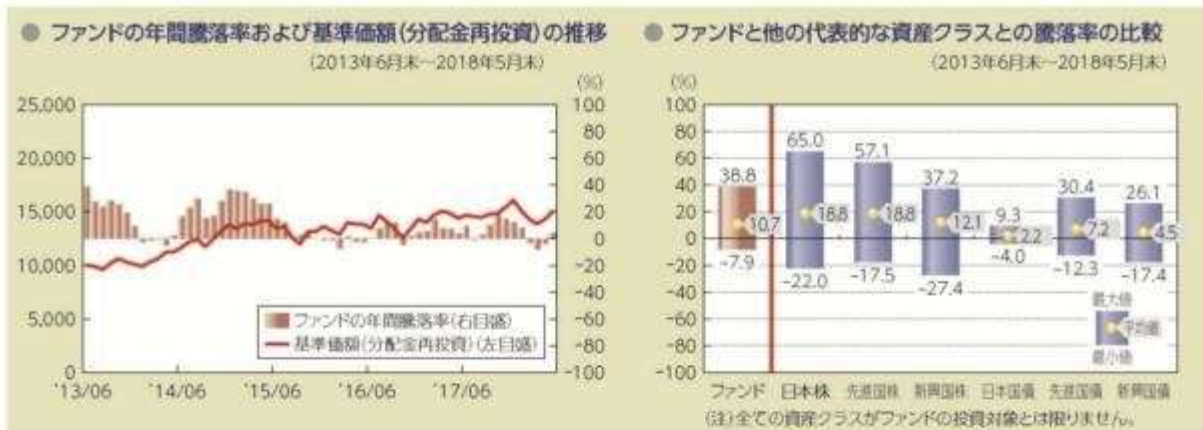 ● ファンドの年間騰落率および基準価額(分配金再投資)の推移
(2013年6月末~2018年5月末)
(%)
25,000
20,000
15,000
10,000
5,000
0
100
80
60
40
20
0
-20
-40
-60
-80
-100
ファンドの年間騰落率(右目盛)
基準価額(分配金再投資)(左目盛)
'13/06 '14/06 '15/06 '16/06 '17/06
● ファンドと他の代表的な資産クラスとの騰落率の比較
(2013年6月末~2018年5月末)
(%)
100
80
60
40
20
0
-20
-40
-60
-80
-100
38.8 65.0 57.1 37.2 9.3 30.4 26.1
10.7 18.8 18.8 12.1 2.2 7.2 4.5
-7.9 -22.0 -17.5 -27.4 -4.0 -12.3 -17.4
最大値
平均値
最小値
ファンド 日本株 先進国株 新興国株 日本国債 先進国債 新興国債
(注)全ての資産クラスがファンドの投資対象とは限りません。